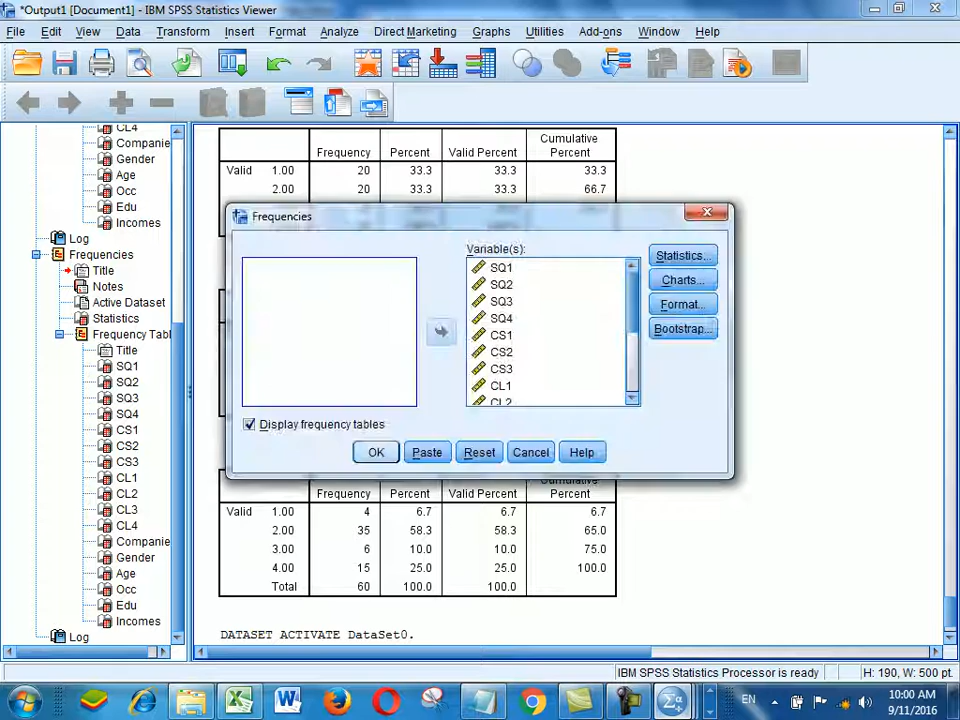 *Output1 [Document1] - IBM SPSS Statistics Viewer
File Edit View Data Transform Insert Format Analyze Direct Marketing Graphs Utilities Add-ons Window Help
CL4
Companie
Gender
Age
Occ
Edu
Incomes
Log
Frequencies
Title
Notes
Active Dataset
Statistics
Frequency Tabl
Title
SQ1
SQ2
SQ3
SQ4
CS1
CS2
CS3
CL1
CL2
CL3
CL4
Companie
Gender
Age
Occ
Edu
Incomes
Log
Frequency Percent Valid Percent Cumulative Percent
Valid 1.00 20 33.3 33.3 33.3
2.00 20 33.3 33.3 66.7
Frequencies
Variable(s):
SQ1
SQ2
SQ3
SQ4
CS1
CS2
CS3
CL1
CL2
Statistics...
Charts...
Format...
Bootstrap...
Display frequency tables
OK Paste Reset Cancel Help
Frequency Percent Valid Percent Cumulative Percent
Valid 1.00 4 6.7 6.7 6.7
2.00 35 58.3 58.3 65.0
3.00 6 10.0 10.0 75.0
4.00 15 25.0 25.0 100.0
Total 60 100.0 100.0
DATASET ACTIVATE DataSet0.
IBM SPSS Statistics Processor is ready H: 190, W: 500 pt.
EN
10:00 AM
9/11/2016